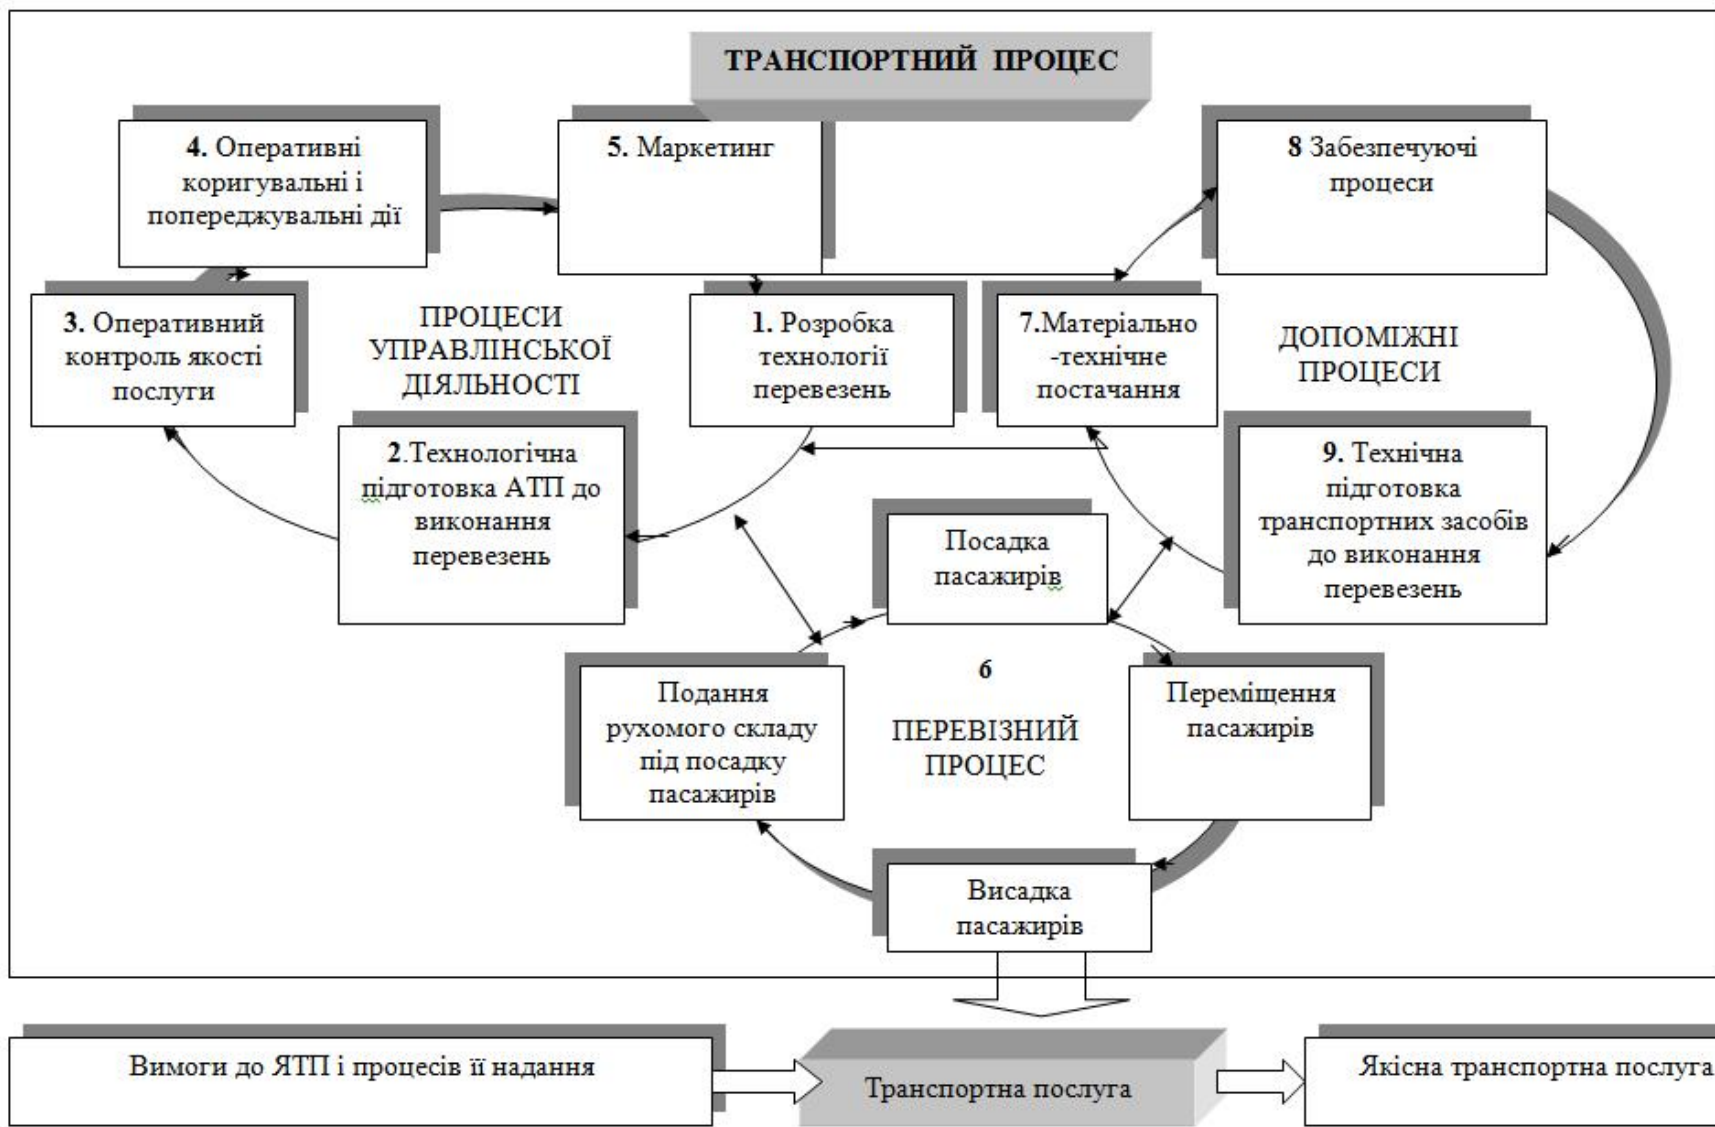 ТРАНСПОРТНИЙ ПРОЦЕС
4. Оперативні
коригувальні і
попереджувальні дії
5. Маркетинг
8 Забезпечуючі
процеси
3. Оперативний
контроль якості
послуги
ПРОЦЕСИ
УПРАВЛІНСЬКОЇ
ДІЯЛЬНОСТІ
1. Розробка
технології
перевезень
7.Матеріально
-технічне
постачання
ДОПОМІЖНІ
ПРОЦЕСИ
2.Технологічна
підготовка АТП до
виконання
перевезень
9. Технічна
підготовка
транспортних засобів
до виконання
перевезень
Посадка
пасажирів
6
ПЕРЕВІЗНИЙ
ПРОЦЕС
Подання
рухомого складу
під посадку
пасажирів
Переміщення
пасажирів
Висадка
пасажирів
Вимоги до ЯТП і процесів її надання
Транспортна послуга
Якісна транспортна послуга